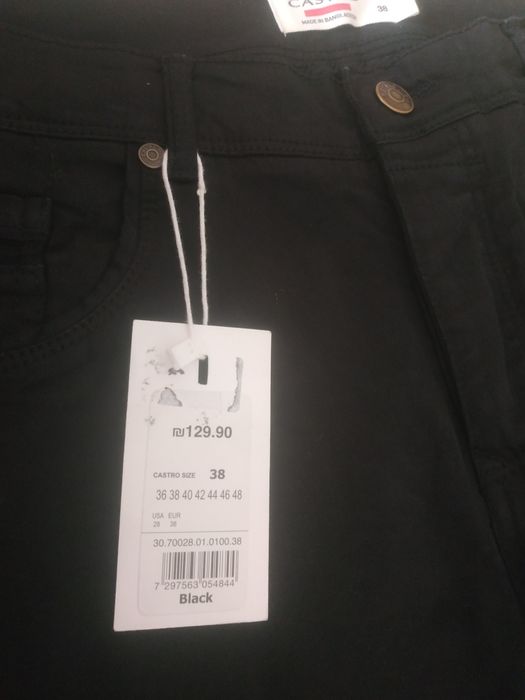 MADE IN BANGLADESH
38
₪129.90
CASTRO SIZE 38
36 38 40 42 44 46 48
USA EUR
28 38
30.70028.01.0100.38
7 297563 054844
Black